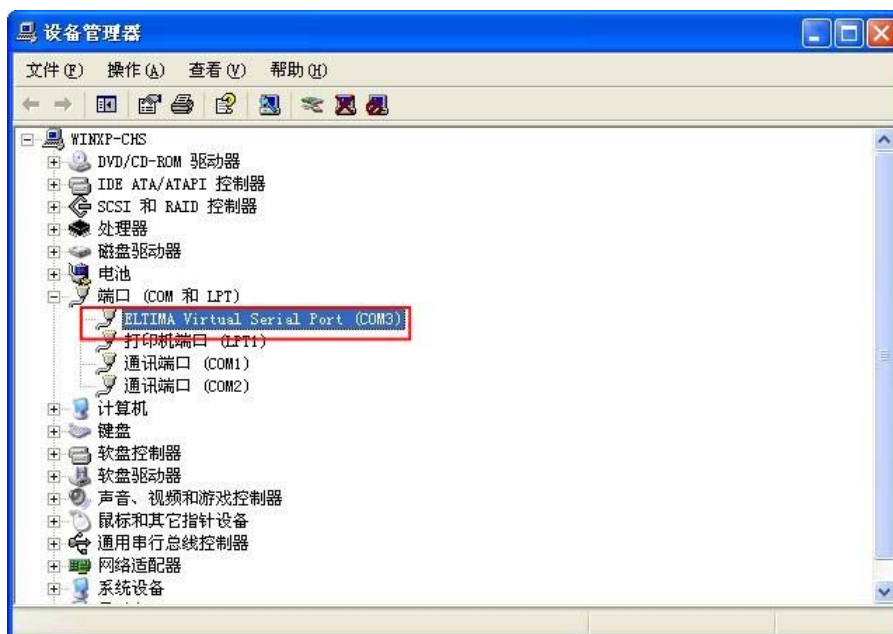 设备管理器
文件(F) 操作(A) 查看(V) 帮助(H)
WINXP-CHS
DVD/CD-ROM 驱动器
IDE ATA/ATAPI 控制器
SCSI 和 RAID 控制器
处理器
磁盘驱动器
电池
端口 (COM 和 LPT)
ELTIMA Virtual Serial Port (COM3)
打印机端口 (LPT1)
通讯端口 (COM1)
通讯端口 (COM2)
计算机
键盘
软盘控制器
软盘驱动器
声音、视频和游戏控制器
鼠标和其它指针设备
通用串行总线控制器
网络适配器
系统设备